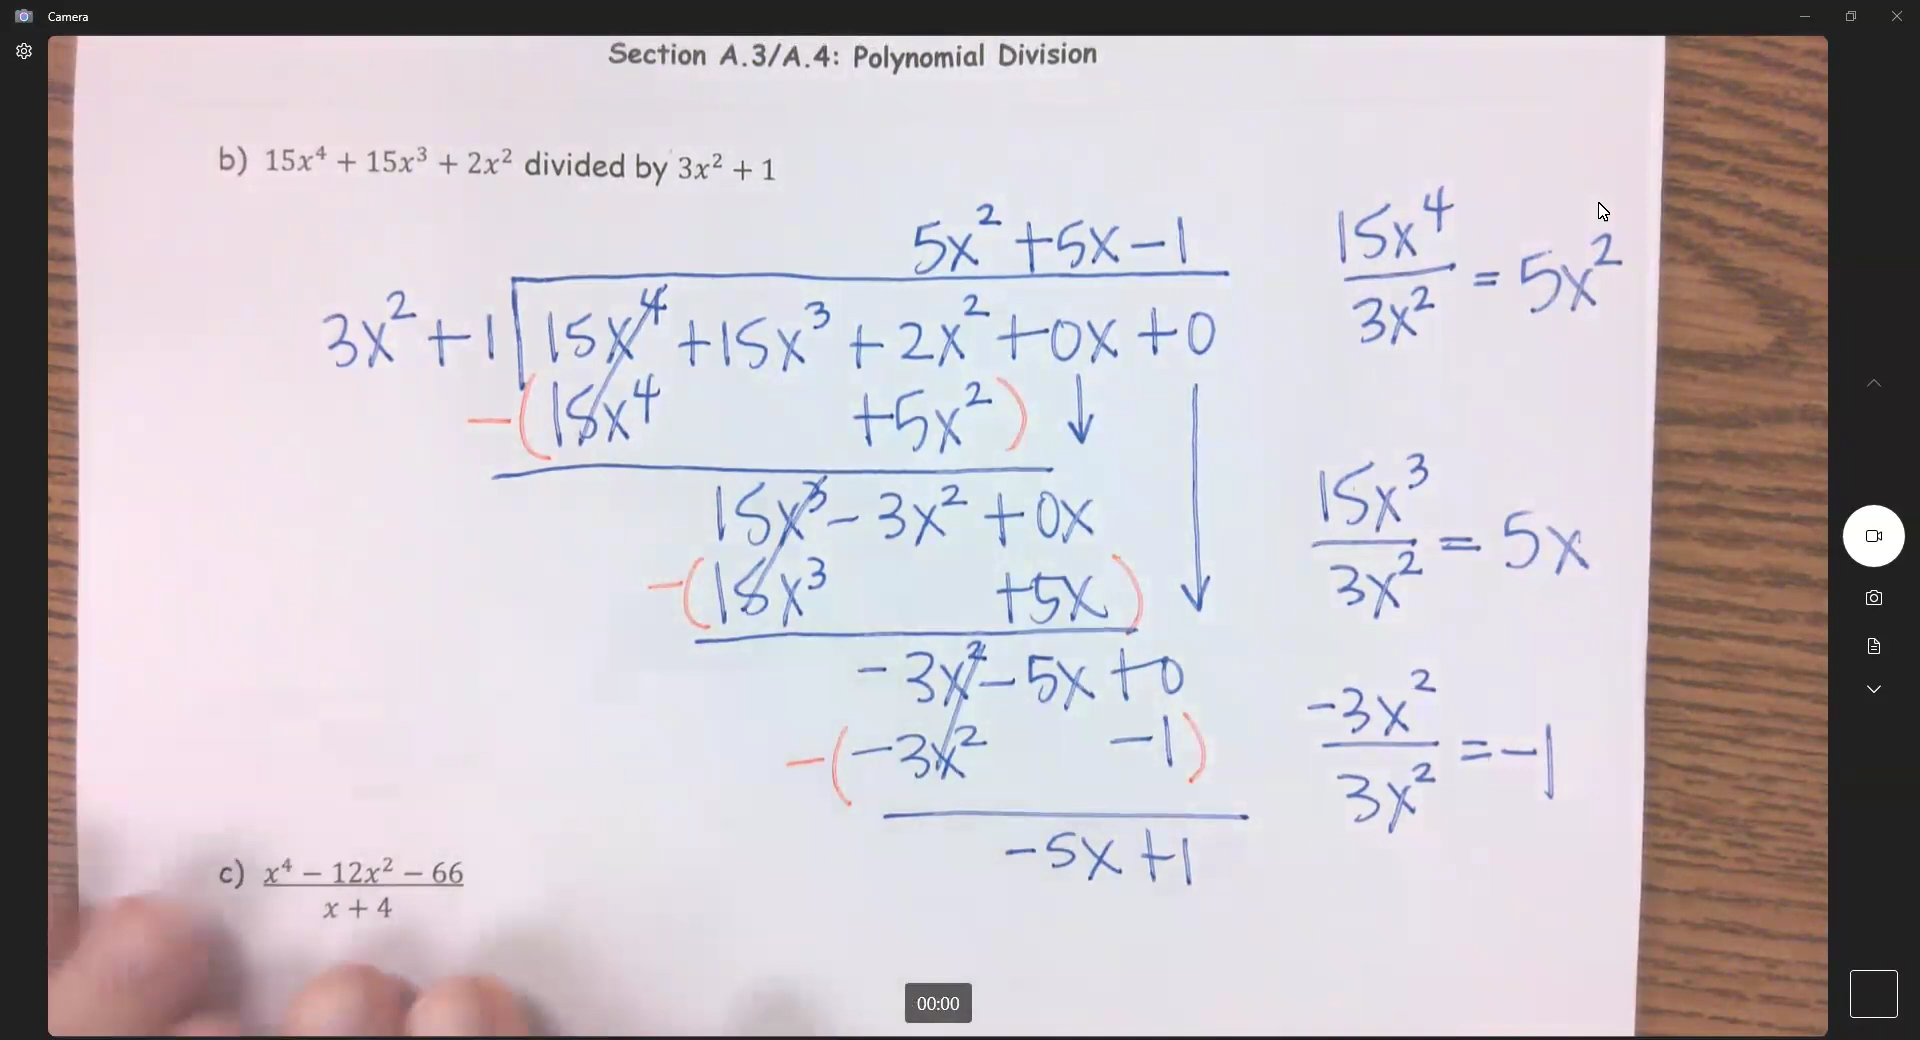 Camera
Section A.3/A.4: Polynomial Division
b) 15x⁴ + 15x³ + 2x² divided by 3x² + 1
5x² + 5x - 1
3x² + 1 | 15x⁴ + 15x³ + 2x² + 0x + 0
-(15x⁴ + 5x²)
15x³ - 3x² + 0x
-(15x³ + 5x)
-3x² - 5x + 0
-(-3x² - 1)
-5x + 1
15x⁴/3x² = 5x²
15x³/3x² = 5x
-3x²/3x² = -1
c) x⁴ − 12x² − 66
x + 4
00:00